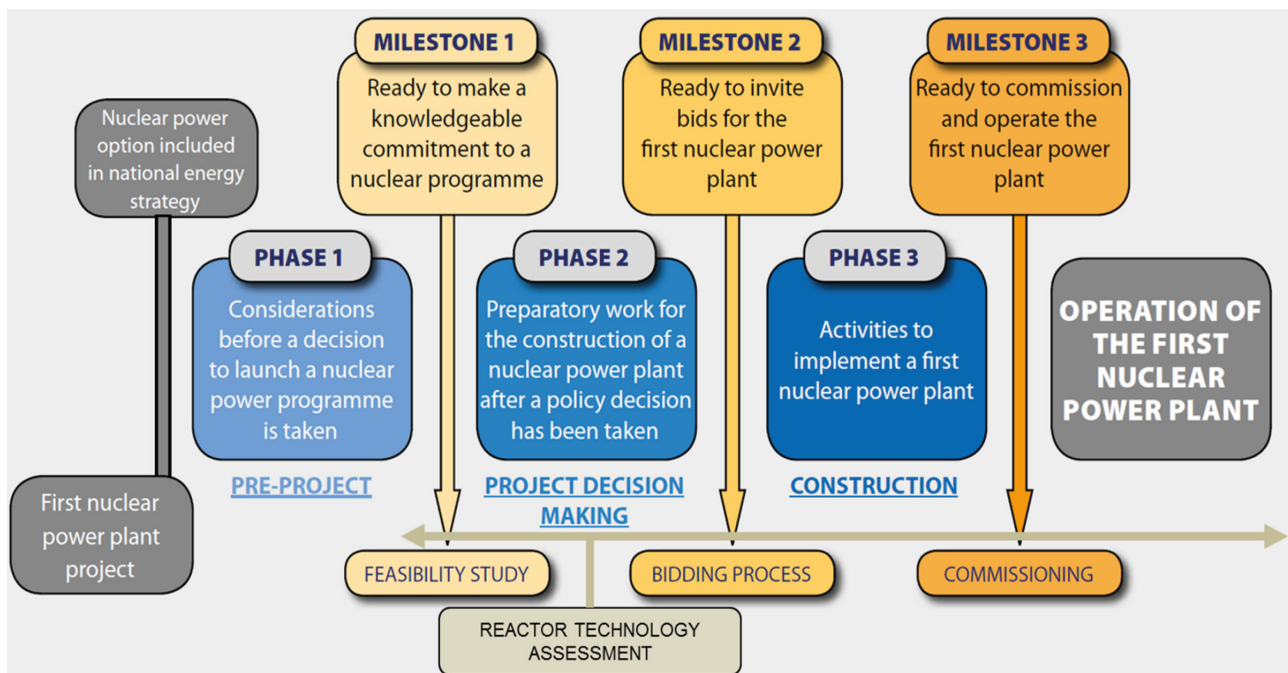 MILESTONE 1
Ready to make a
knowledgeable
commitment to a
nuclear programme
MILESTONE 2
Ready to invite
bids for the
first nuclear power
plant
MILESTONE 3
Ready to commission
and operate the
first nuclear power
plant
Nuclear power
option included
in national energy
strategy
PHASE 1
Considerations
before a decision
to launch a nuclear
power programme
is taken
PRE-PROJECT
PHASE 2
Preparatory work for
the construction of a
nuclear power plant
after a policy decision
has been taken
PROJECT DECISION
MAKING
PHASE 3
Activities to
implement a first
nuclear power plant
CONSTRUCTION
OPERATION OF
THE FIRST
NUCLEAR
POWER PLANT
First nuclear
power plant
project
FEASIBILITY STUDY
BIDDING PROCESS
COMMISSIONING
REACTOR TECHNOLOGY
ASSESSMENT